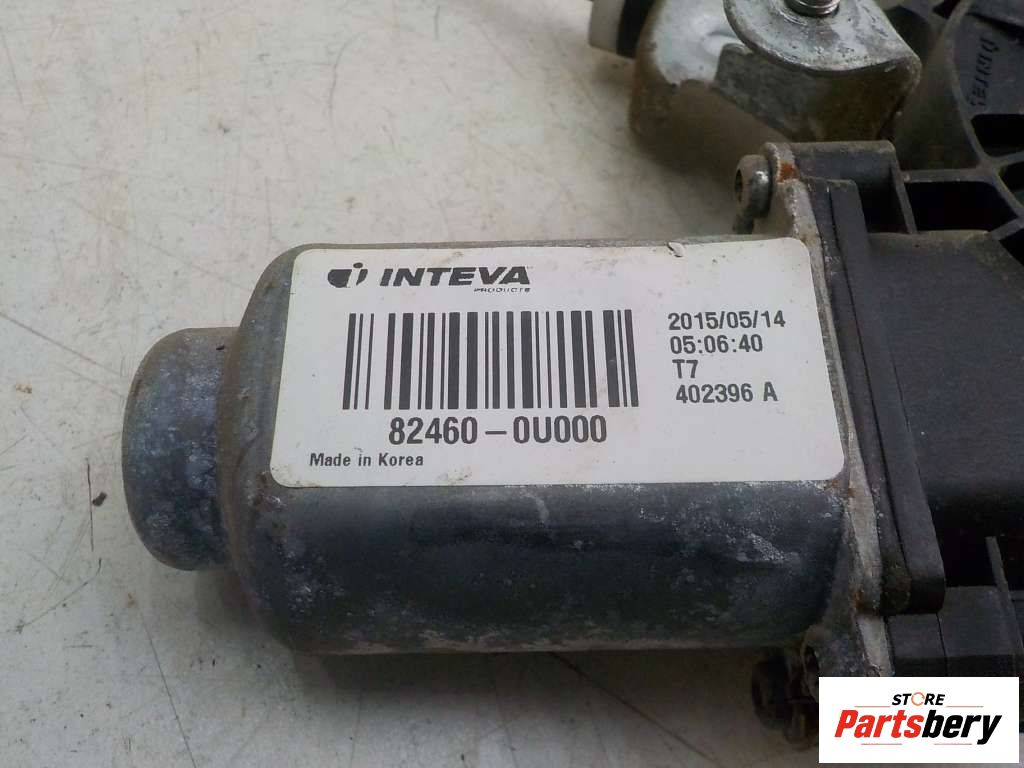 INTEVA
PRODUCTS
2015/05/14
05:06:40
T7
402396 A
82460-0U000
Made in Korea
STORE
Partsbery